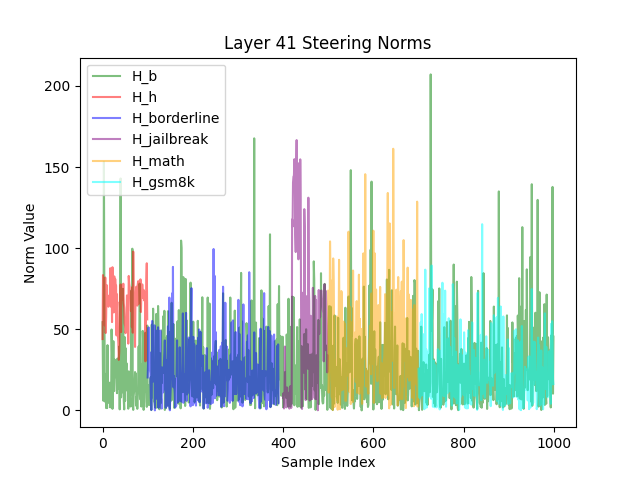 Layer 41 Steering Norms
H_b
H_h
H_borderline
H_jailbreak
H_math
H_gsm8k
200
150
100
50
0
Norm Value
0 200 400 600 800 1000
Sample Index